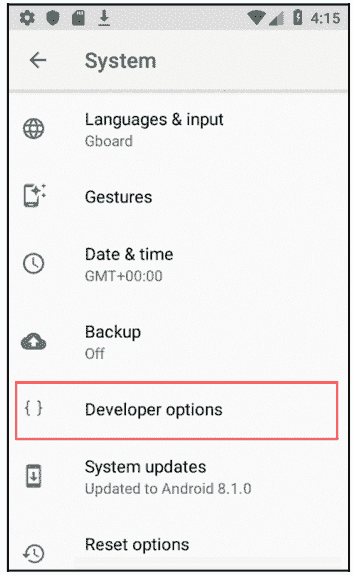 4:15
System
Languages & input
Gboard
Gestures
Date & time
GMT+00:00
Backup
Off
{ } Developer options
System updates
Updated to Android 8.1.0
Reset options